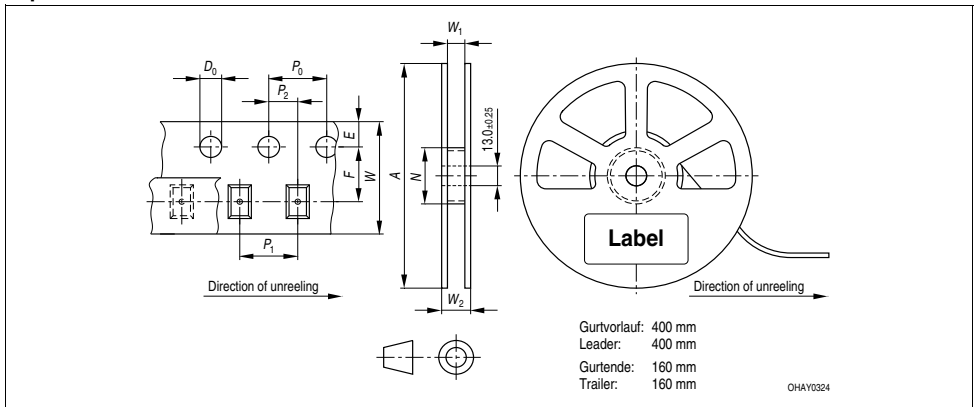 W1
D0
P0
P2
E
F
W
A
N
13.0±0.25
Label
P1
W2
Direction of unreeling
Direction of unreeling
Gurtvorlauf: 400 mm
Leader: 400 mm
Gurtende: 160 mm
Trailer: 160 mm
OHAY0324